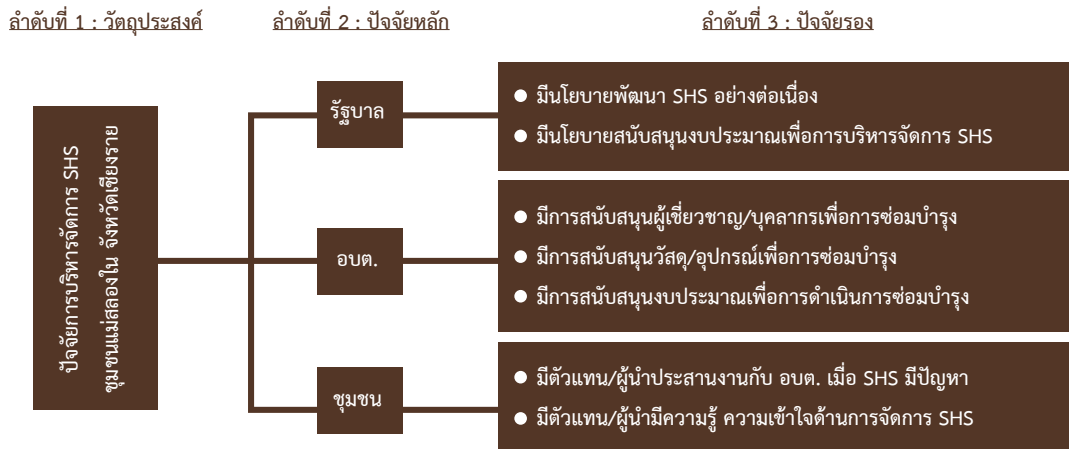 ลำดับที่ 1 : วัตถุประสงค์
ลำดับที่ 2 : ปัจจัยหลัก
ลำดับที่ 3 : ปัจจัยรอง
ปัจจัยการบริหารจัดการ SHS
ชุมชนแม่สลองใน จังหวัดเชียงราย
รัฐบาล
มีนโยบายพัฒนา SHS อย่างต่อเนื่อง
มีนโยบายสนับสนุนงบประมาณเพื่อการบริหารจัดการ SHS
อบต.
มีการสนับสนุนผู้เชี่ยวชาญ/บุคลากรเพื่อการซ่อมบำรุง
มีการสนับสนุนวัสดุ/อุปกรณ์เพื่อการซ่อมบำรุง
มีการสนับสนุนงบประมาณเพื่อการดำเนินการซ่อมบำรุง
ชุมชน
มีตัวแทน/ผู้นำประสานงานกับ อบต. เมื่อ SHS มีปัญหา
มีตัวแทน/ผู้นำมีความรู้ ความเข้าใจด้านการจัดการ SHS